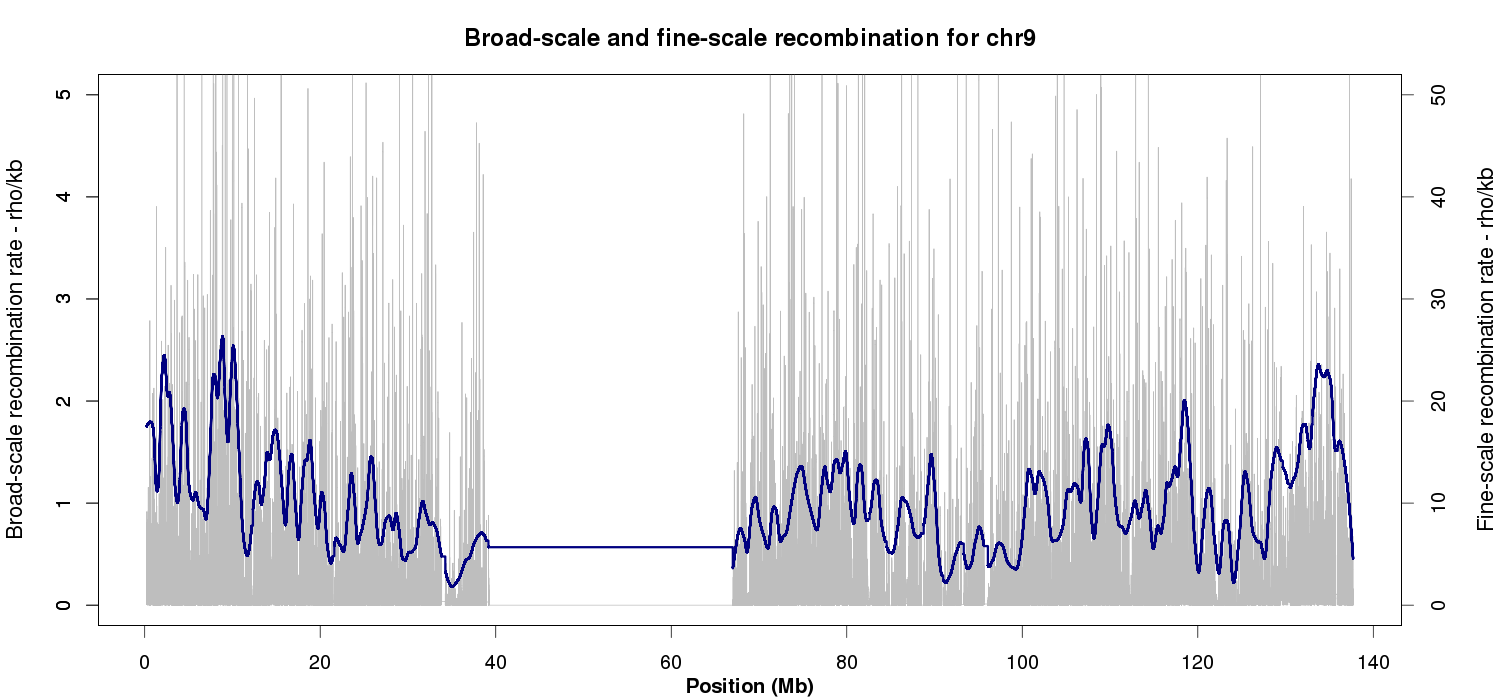 Broad-scale and fine-scale recombination for chr9
Broad-scale recombination rate - rho/kb
0 1 2 3 4 5
0 10 20 30 40 50
Fine-scale recombination rate - rho/kb
0 20 40 60 80 100 120 140
Position (Mb)